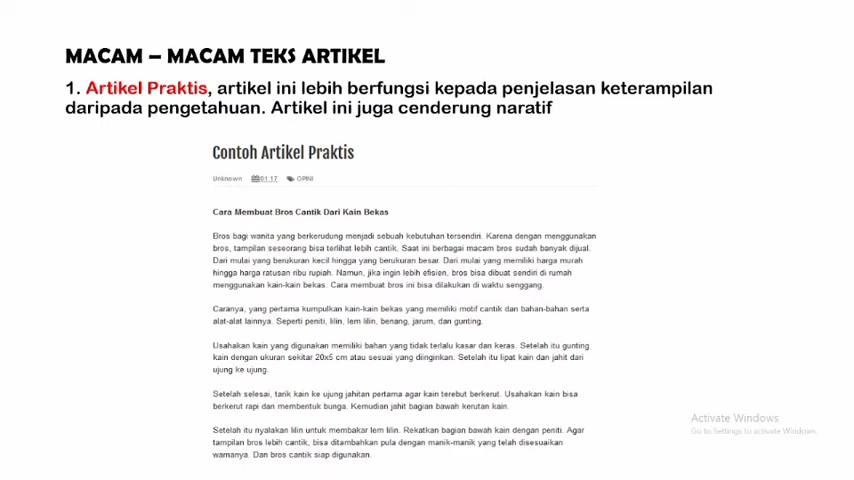 MACAM – MACAM TEKS ARTIKEL
1. Artikel Praktis, artikel ini lebih berfungsi kepada penjelasan keterampilan
daripada pengetahuan. Artikel ini juga cenderung naratif
Contoh Artikel Praktis
Unknown 01:17 OPINI
Cara Membuat Bros Cantik Dari Kain Bekas
Bros bagi wanita yang berkerudung menjadi sebuah kebutuhan tersendiri. Karena dengan menggunakan
bros, tampilan seseorang bisa terlihat lebih cantik. Saat ini berbagai macam bros sudah banyak dijual.
Dari mulai yang berukuran kecil hingga yang berukuran besar. Dari mulai yang memiliki harga murah
hingga harga ratusan ribu rupiah. Namun, jika ingin lebih efisien, bros bisa dibuat sendiri di rumah
menggunakan kain-kain bekas. Cara membuat bros ini bisa dilakukan di waktu senggang.
Caranya, yang pertama kumpulkan kain-kain bekas yang memiliki motif cantik dan bahan-bahan serta
alat-alat lainnya. Seperti peniti, lilin, lem lilin, benang, jarum, dan gunting.
Usahakan kain yang digunakan memiliki bahan yang tidak terlalu kasar dan keras. Setelah itu gunting
kain dengan ukuran sekitar 20x5 cm atau sesuai yang diinginkan. Setelah itu lipat kain dan jahit dari
ujung ke ujung.
Setelah selesai, tarik kain ke ujung jahitan pertama agar kain terebut berkerut. Usahakan kain bisa
berkerut rapi dan membentuk bunga. Kemudian jahit bagian bawah kerutan kain.
Setelah itu nyalakan lilin untuk membakar lem lilin. Rekatkan bagian bawah kain dengan peniti. Agar
tampilan bros lebih cantik, bisa ditambahkan pula dengan manik-manik yang telah disesuaikan
warnanya. Dan bros cantik siap digunakan.
Activate Windows
Go to Settings to activate Windows.